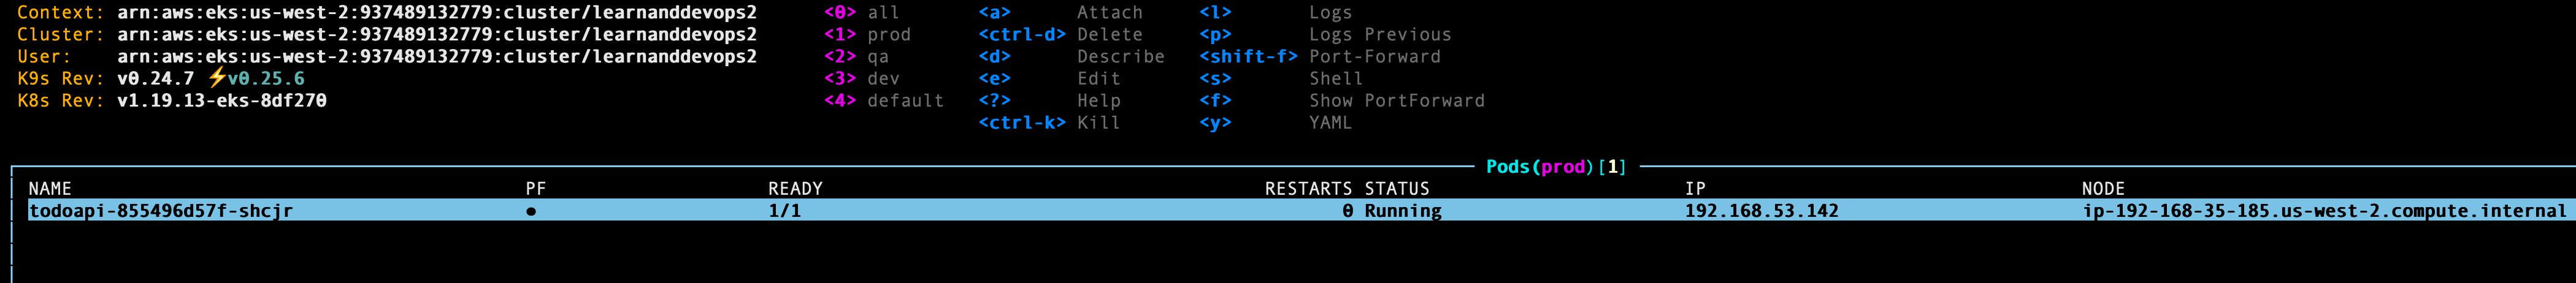 Context: arn:aws:eks:us-west-2:937489132779:cluster/learnanddevops2 <0> all <a> Attach <l> Logs
Cluster: arn:aws:eks:us-west-2:937489132779:cluster/learnanddevops2 <1> prod <ctrl-d> Delete <p> Logs Previous
User: arn:aws:eks:us-west-2:937489132779:cluster/learnanddevops2 <2> qa <d> Describe <shift-f> Port-Forward
K9s Rev: v0.24.7 ⚡v0.25.6 <3> dev <e> Edit <s> Shell
K8s Rev: v1.19.13-eks-8df270 <4> default <?> Help <f> Show PortForward
<ctrl-k> Kill <y> YAML
Pods(prod)[1]
NAME PF READY RESTARTS STATUS IP NODE
todoapi-855496d57f-shcjr ● 1/1 0 Running 192.168.53.142 ip-192-168-35-185.us-west-2.compute.internal